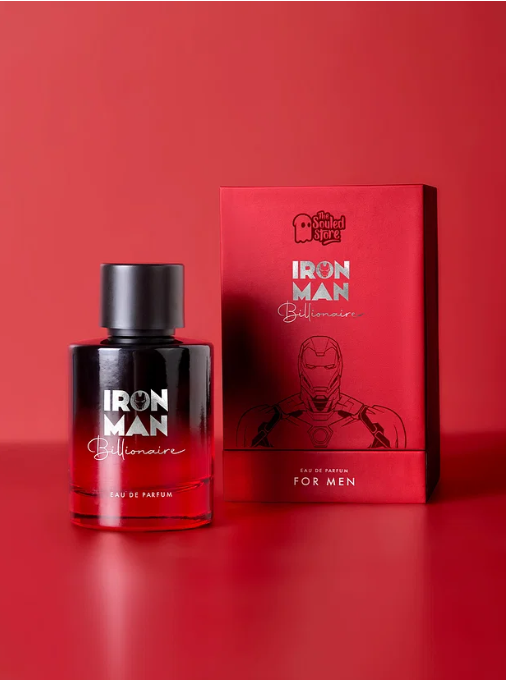 IRON
MAN
Billionaire
EAU DE PARFUM
The
Souled
Store
IRON
MAN
Billionaire
EAU DE PARFUM
FOR MEN